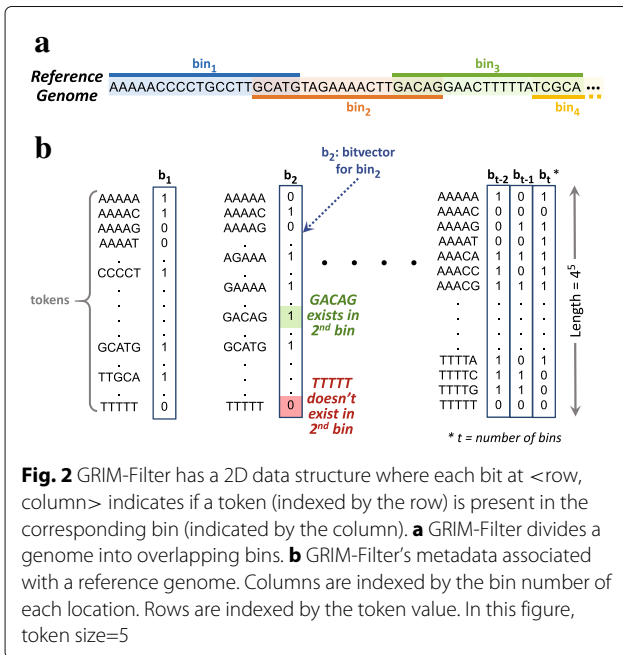 a
bin1
bin3
Reference
Genome
AAAAACCCCTGCCTTGCATGTAGAAAACTTGACAGGAACTTTTTATCGCA ...
bin2
bin4
b
b2: bitvector
for bin2
b1
b2
bt-2 bt-1 bt *
tokens
AAAAA 1
AAAAC 1
AAAAG 0
AAAAT 0
CCCCT 1
GCATG 1
TTGCA 1
TTTTT 0
AAAAA 0
AAAAC 1
AAAAG 0
AGAAA 1
GAAAA 1
GACAG 1
GCATG 1
TTTTT 0
GACAG
exists in
2nd bin
TTTTT
doesn't
exist in
2nd bin
AAAAA 1 0 1
AAAAC 0 0 0
AAAAG 0 1 1
AAAAT 0 0 1
AAACA 1 1 1
AAACC 1 0 1
AAACG 1 1 1
TTTTA 1 0 1
TTTTC 1 1 0
TTTTG 1 1 1
TTTTT 0 0 0
Length = 4^5
* t = number of bins
Fig. 2 GRIM-Filter has a 2D data structure where each bit at <row,
column> indicates if a token (indexed by the row) is present in the
corresponding bin (indicated by the column). a GRIM-Filter divides a
genome into overlapping bins. b GRIM-Filter's metadata associated
with a reference genome. Columns are indexed by the bin number of
each location. Rows are indexed by the token value. In this figure,
token size=5